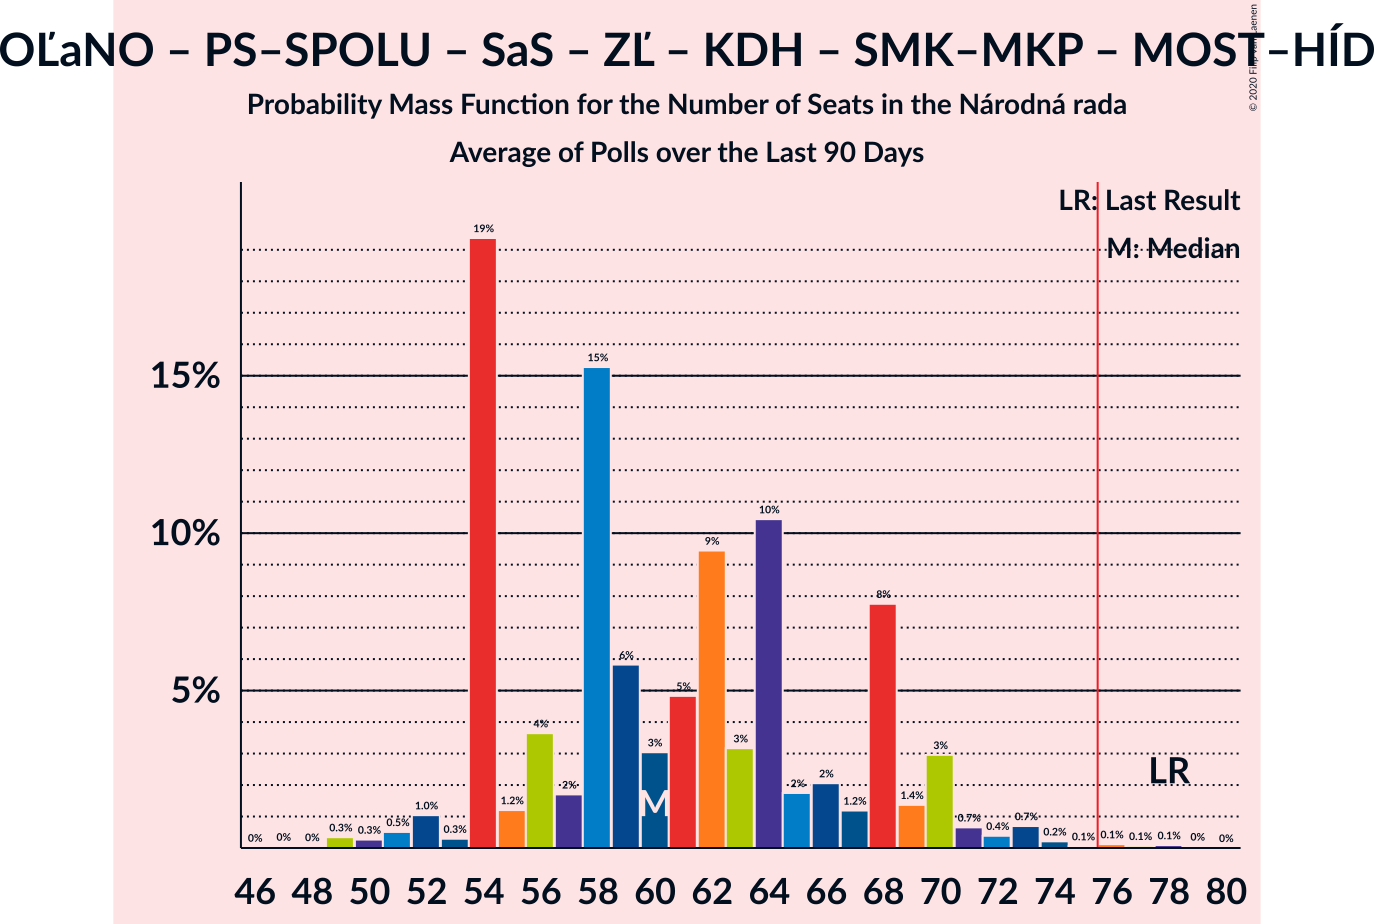 OĽaNO – PS–SPOLU – SaS – ZĽ – KDH – SMK–MKP – MOST–HÍD
Probability Mass Function for the Number of Seats in the Národná rada
Average of Polls over the Last 90 Days
© 2020 Filip van Laenen
LR: Last Result
M: Median
19%
15%
15%
10%
10%
9%
8%
6%
5%
5%
4%
3%
3%
3%
2%
2%
2%
1.2%
1.2%
1.4%
LR
M
0% 0% 0% 0.3% 0.3% 0.5% 1.0% 0.3% 0.7% 0.4% 0.7% 0.2% 0.1% 0.1% 0.1% 0.1% 0% 0%
46 48 50 52 54 56 58 60 62 64 66 68 70 72 74 76 78 80